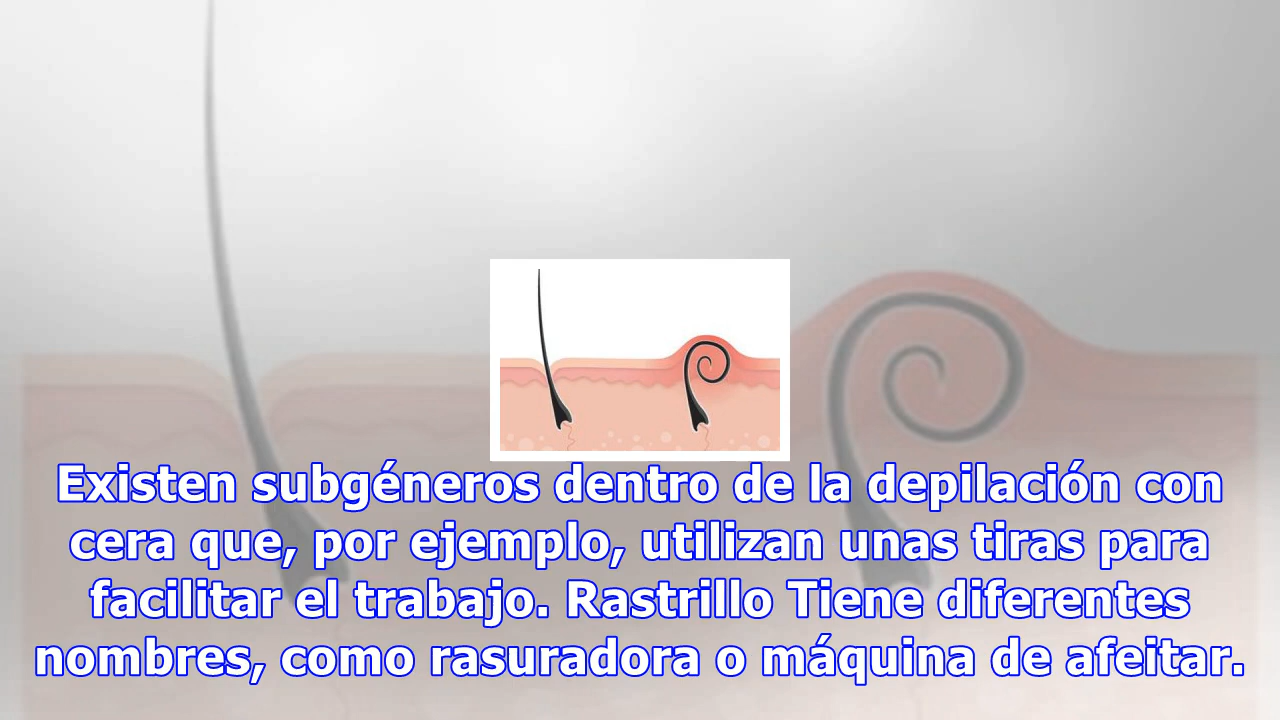 Existen subgéneros dentro de la depilación con
cera que, por ejemplo, utilizan unas tiras para
facilitar el trabajo. Rastrillo Tiene diferentes
nombres, como rasuradora o máquina de afeitar.